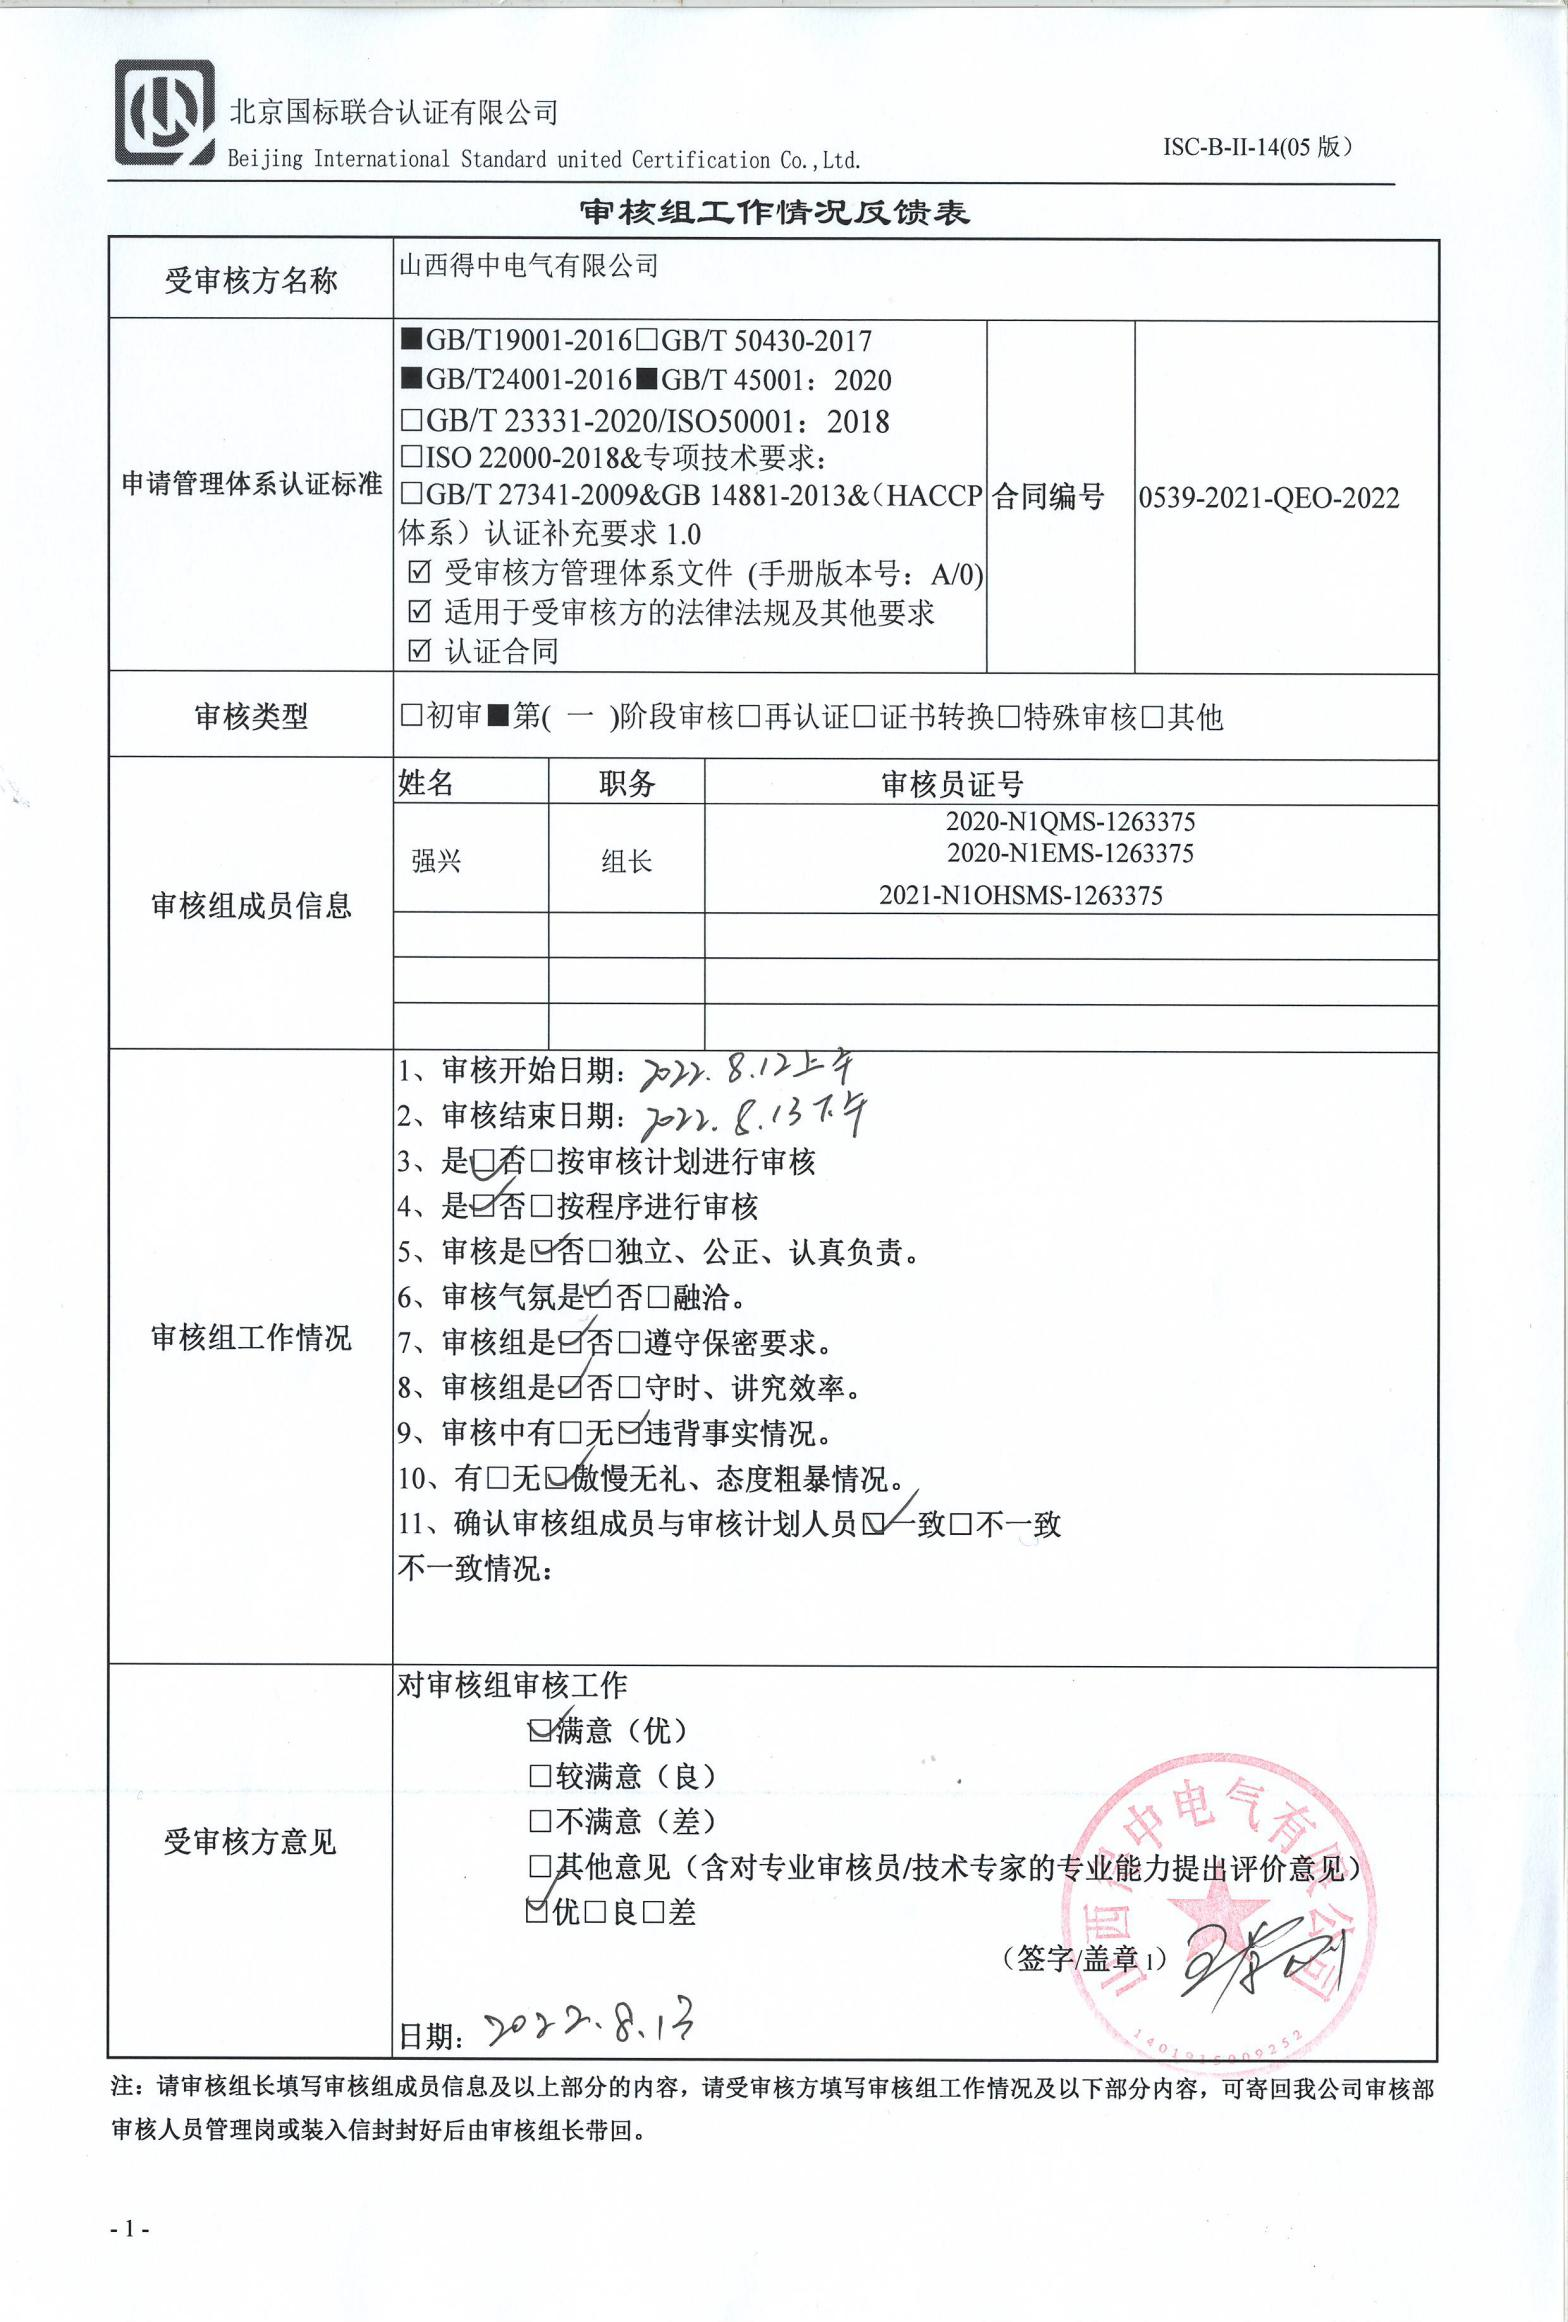 北京国标联合认证有限公司
Beijing International Standard united Certification Co.,Ltd.
ISC-B-II-14(05 版)
审核组工作情况反馈表
受审核方名称
山西得中电气有限公司
申请管理体系认证标准
■GB/T19001-2016□GB/T 50430-2017
■GB/T24001-2016■GB/T 45001：2020
□GB/T 23331-2020/ISO50001：2018
□ISO 22000-2018&专项技术要求：
□GB/T 27341-2009&GB 14881-2013&（HACCP
体系）认证补充要求 1.0
☑ 受审核方管理体系文件 (手册版本号：A/0)
☑ 适用于受审核方的法律法规及其他要求
☑ 认证合同
合同编号
0539-2021-QEO-2022
审核类型
□初审■第( 一 )阶段审核□再认证□证书转换□特殊审核□其他
审核组成员信息
姓名 职务 审核员证号
强兴 组长
2020-N1QMS-1263375
2020-N1EMS-1263375
2021-N1OHSMS-1263375
审核组工作情况
1、审核开始日期：2022.8.12上午
2、审核结束日期：2022.8.13下午
3、是☑否□按审核计划进行审核
4、是☑否□按程序进行审核
5、审核是☑否□独立、公正、认真负责。
6、审核气氛是☑否□融洽。
7、审核组是☑否□遵守保密要求。
8、审核组是☑否□守时、讲究效率。
9、审核中有□无☑违背事实情况。
10、有□无☑傲慢无礼、态度粗暴情况。
11、确认审核组成员与审核计划人员☑一致□不一致
不一致情况：
受审核方意见
对审核组审核工作
☑满意（优）
□较满意（良）
□不满意（差）
□其他意见（含对专业审核员/技术专家的专业能力提出评价意见）
☑优□良□差
（签字/盖章1）
山西得中电气有限公司
1401915009252
日期：2022.8.13
注：请审核组长填写审核组成员信息及以上部分的内容，请受审核方填写审核组工作情况及以下部分内容，可寄回我公司审核部
审核人员管理岗或装入信封封好后由审核组长带回。
- 1 -